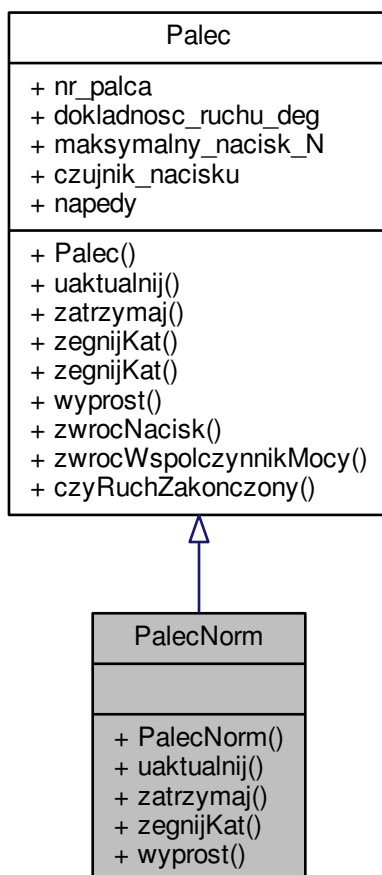 Palec
+ nr_palca
+ dokladnosc_ruchu_deg
+ maksymalny_nacisk_N
+ czujnik_nacisku
+ napedy
+ Palec()
+ uaktualnij()
+ zatrzymaj()
+ zegnijKat()
+ zegnijKat()
+ wyprost()
+ zwrocNacisk()
+ zwrocWspolczynnikMocy()
+ czyRuchZakonczony()
PalecNorm
+ PalecNorm()
+ uaktualnij()
+ zatrzymaj()
+ zegnijKat()
+ wyprost()